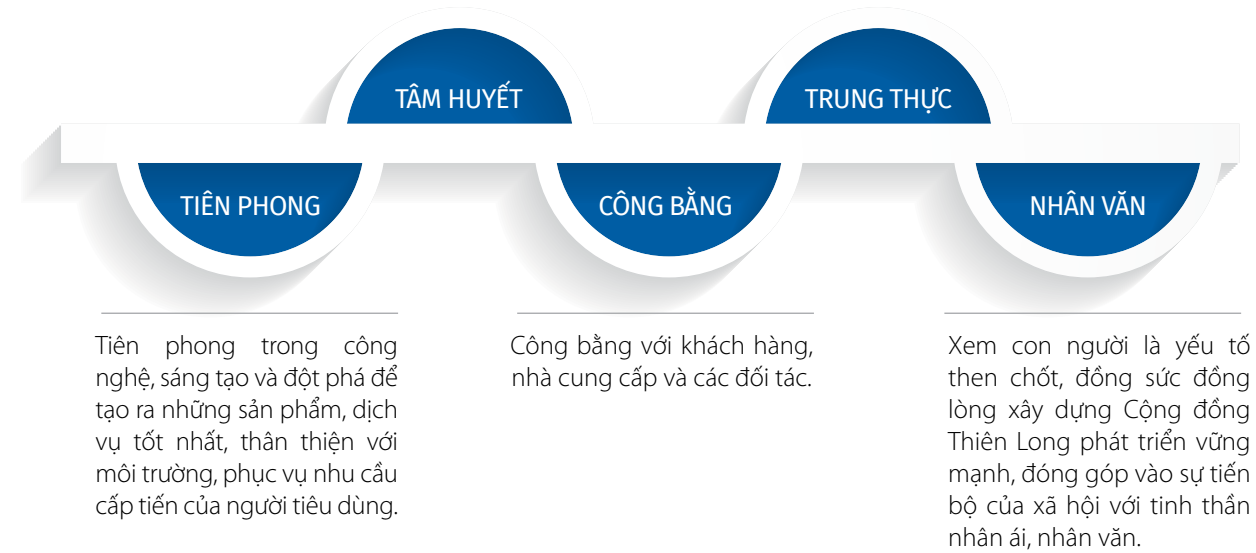 TÂM HUYẾT
TRUNG THỰC
TIÊN PHONG
CÔNG BẰNG
NHÂN VĂN
Tiên phong trong công
nghệ, sáng tạo và đột phá để
tạo ra những sản phẩm, dịch
vụ tốt nhất, thân thiện với
môi trường, phục vụ nhu cầu
cấp tiến của người tiêu dùng.
Công bằng với khách hàng,
nhà cung cấp và các đối tác.
Xem con người là yếu tố
then chốt, đồng sức đồng
lòng xây dựng Cộng đồng
Thiên Long phát triển vững
mạnh, đóng góp vào sự tiến
bộ của xã hội với tinh thần
nhân ái, nhân văn.